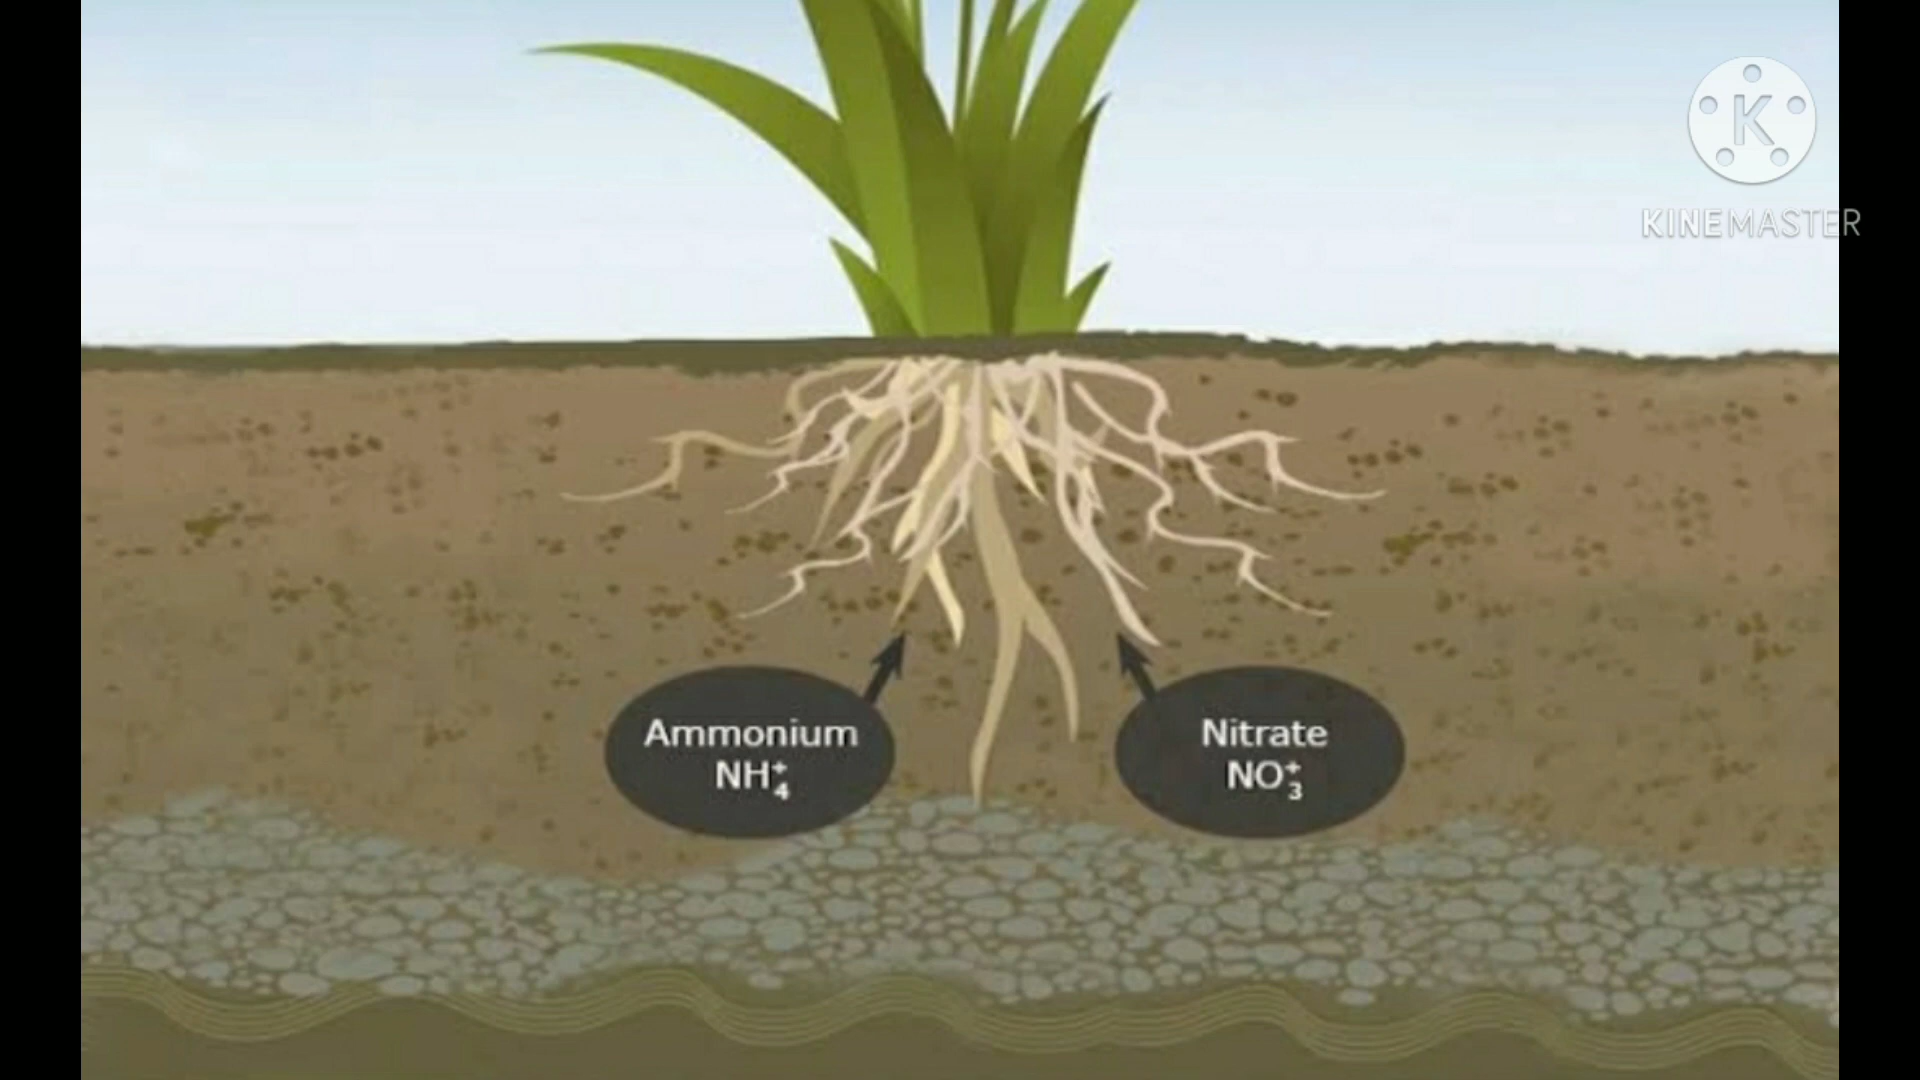 K
KINEMASTER
Ammonium
NH₄⁺
Nitrate
NO₃⁺